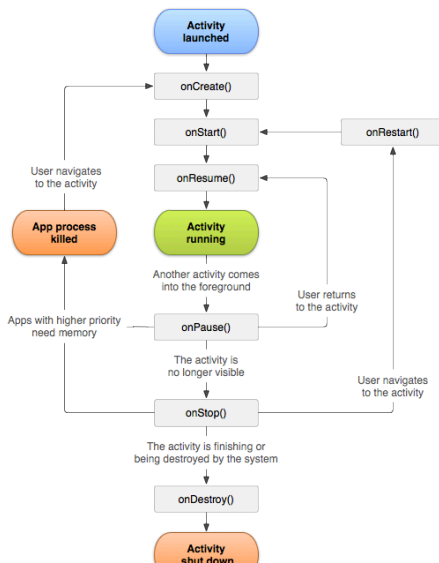 Activity
launched
onCreate()
onStart()
onRestart()
User navigates
to the activity
onResume()
App process
killed
Activity
running
Another activity comes
into the foreground
User returns
to the activity
Apps with higher priority
need memory
onPause()
The activity is
no longer visible
User navigates
to the activity
onStop()
The activity is finishing or
being destroyed by the system
onDestroy()
Activity
shut down